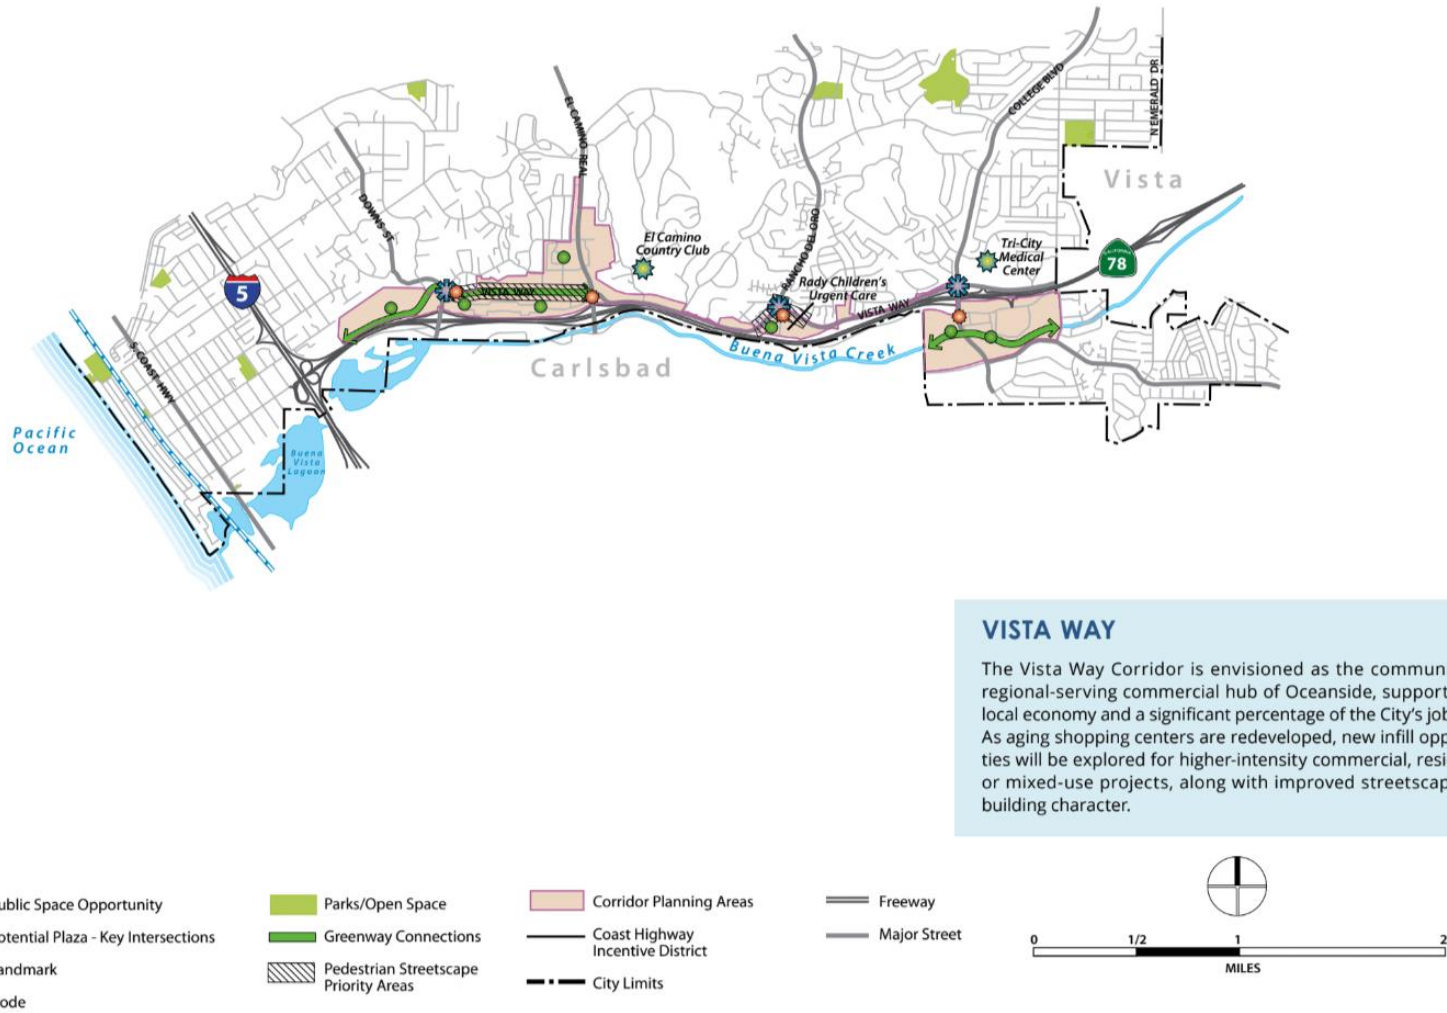 COLLEGE BLVD
N EMERALD DR
EL CAMINO REAL
Vista
DOWNS ST
RANCHO DEL ORO
El Camino
Country Club
Tri-City
Medical
Center
78
5
Rady Children's
Urgent Care
VISTA WAY
VISTA WAY
S. COAST HWY
Carlsbad
Buena Vista Creek
Pacific
Ocean
Buena
Vista
Lagoon
VISTA WAY
The Vista Way Corridor is envisioned as the commun
regional-serving commercial hub of Oceanside, support
local economy and a significant percentage of the City's job
As aging shopping centers are redeveloped, new infill opp
ties will be explored for higher-intensity commercial, resi
or mixed-use projects, along with improved streetscap
building character.
ublic Space Opportunity
otential Plaza - Key Intersections
andmark
ode
Parks/Open Space
Greenway Connections
Pedestrian Streetscape
Priority Areas
Corridor Planning Areas
Coast Highway
Incentive District
City Limits
Freeway
Major Street
0 1/2 1 2
MILES